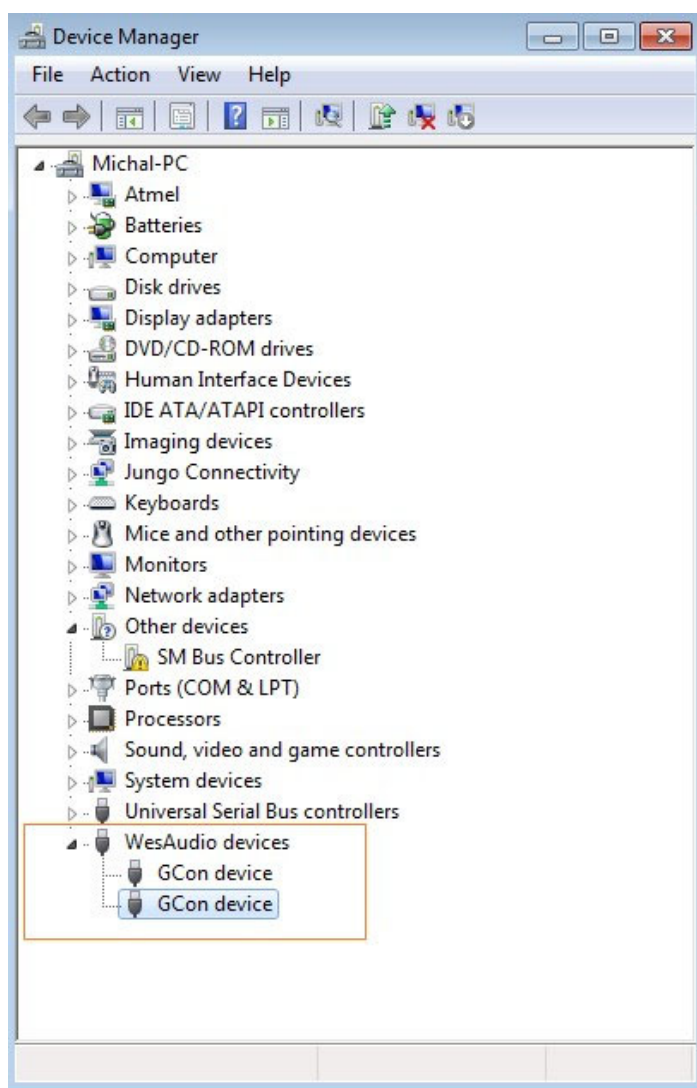 Device Manager
File Action View Help
Michal-PC
Atmel
Batteries
Computer
Disk drives
Display adapters
DVD/CD-ROM drives
Human Interface Devices
IDE ATA/ATAPI controllers
Imaging devices
Jungo Connectivity
Keyboards
Mice and other pointing devices
Monitors
Network adapters
Other devices
SM Bus Controller
Ports (COM & LPT)
Processors
Sound, video and game controllers
System devices
Universal Serial Bus controllers
WesAudio devices
GCon device
GCon device